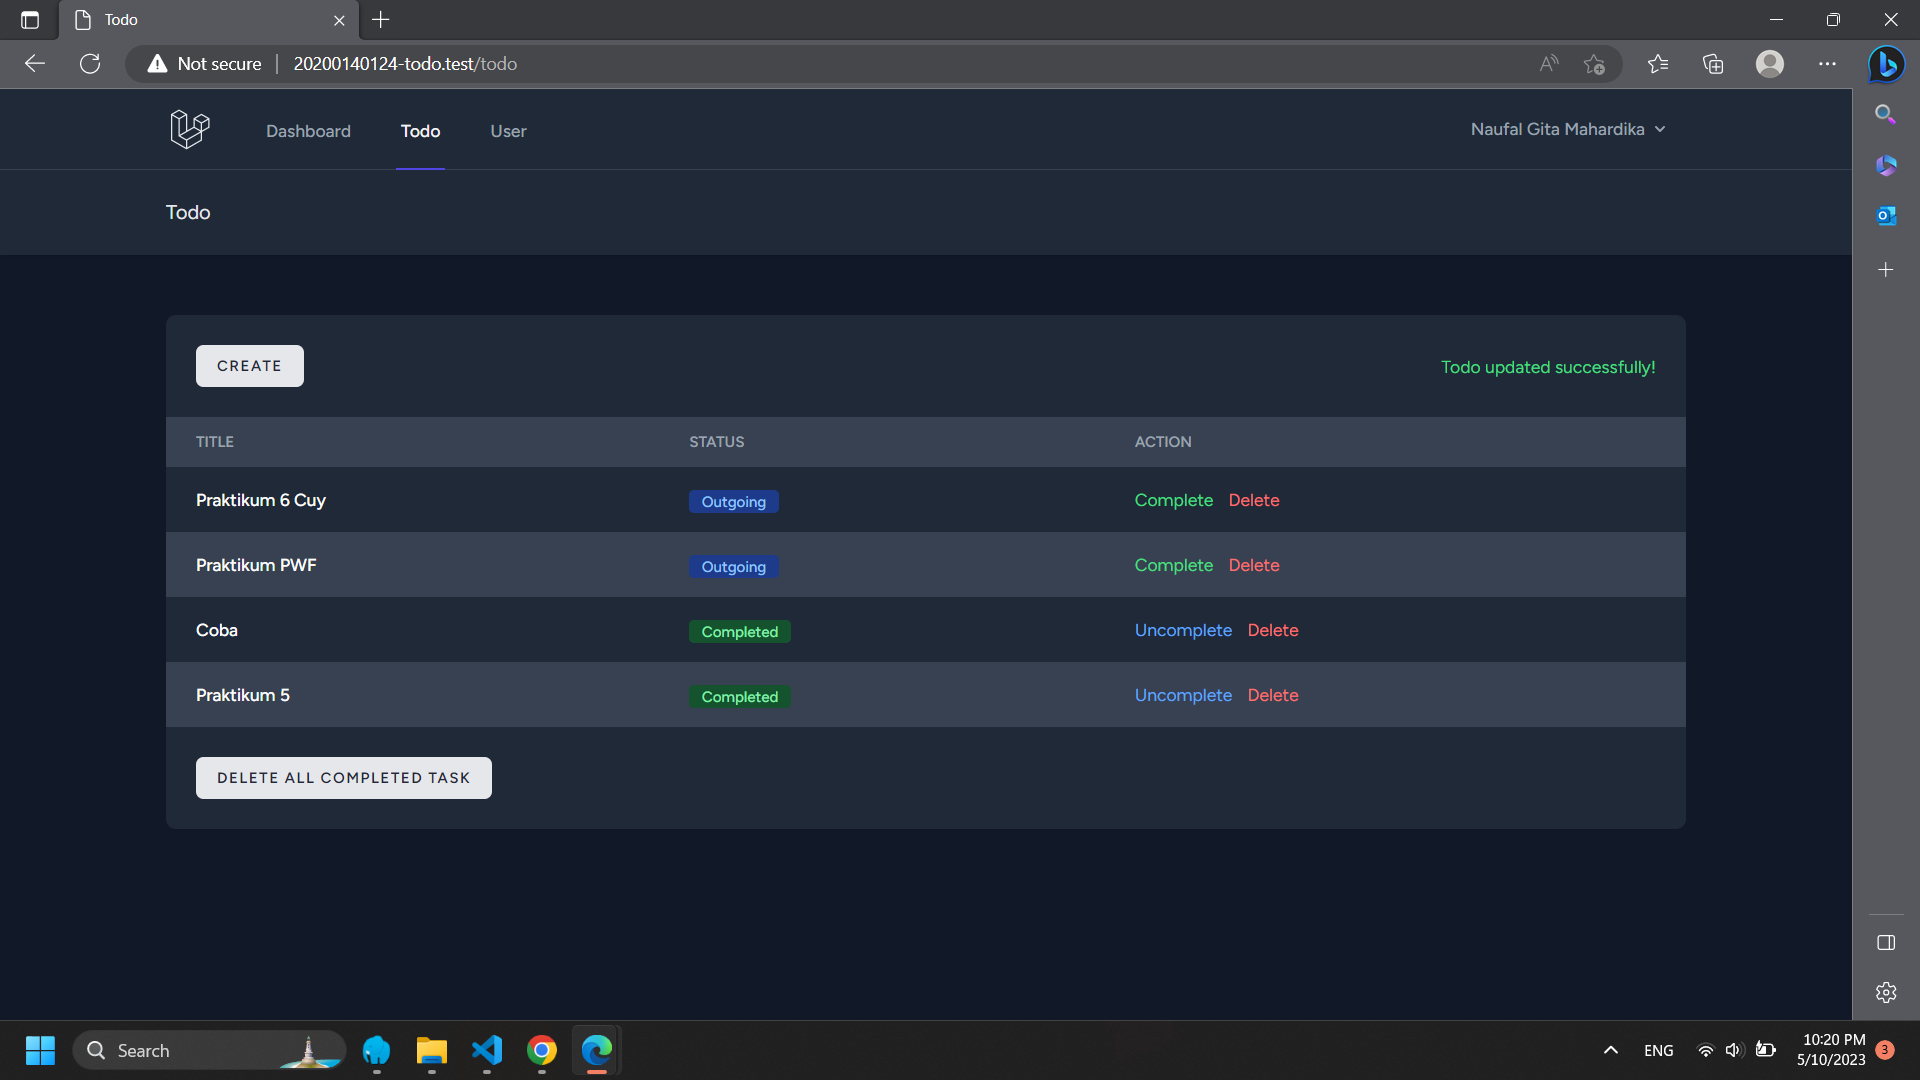 Todo
Not secure | 20200140124-todo.test/todo
Dashboard Todo User Naufal Gita Mahardika
Todo
CREATE Todo updated successfully!
TITLE STATUS ACTION
Praktikum 6 Cuy Outgoing Complete Delete
Praktikum PWF Outgoing Complete Delete
Coba Completed Uncomplete Delete
Praktikum 5 Completed Uncomplete Delete
DELETE ALL COMPLETED TASK
Search ENG 10:20 PM 3
5/10/2023